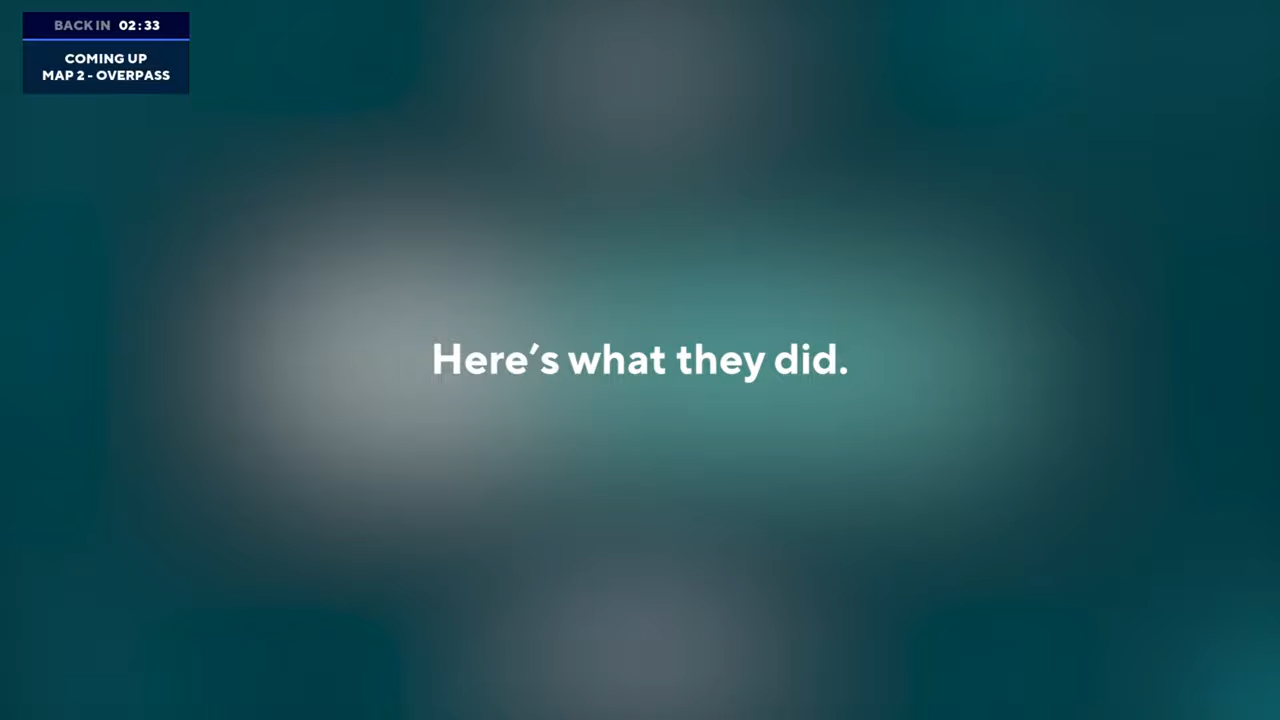 BACK IN 02:33
COMING UP
MAP 2 - OVERPASS
Here's what they did.